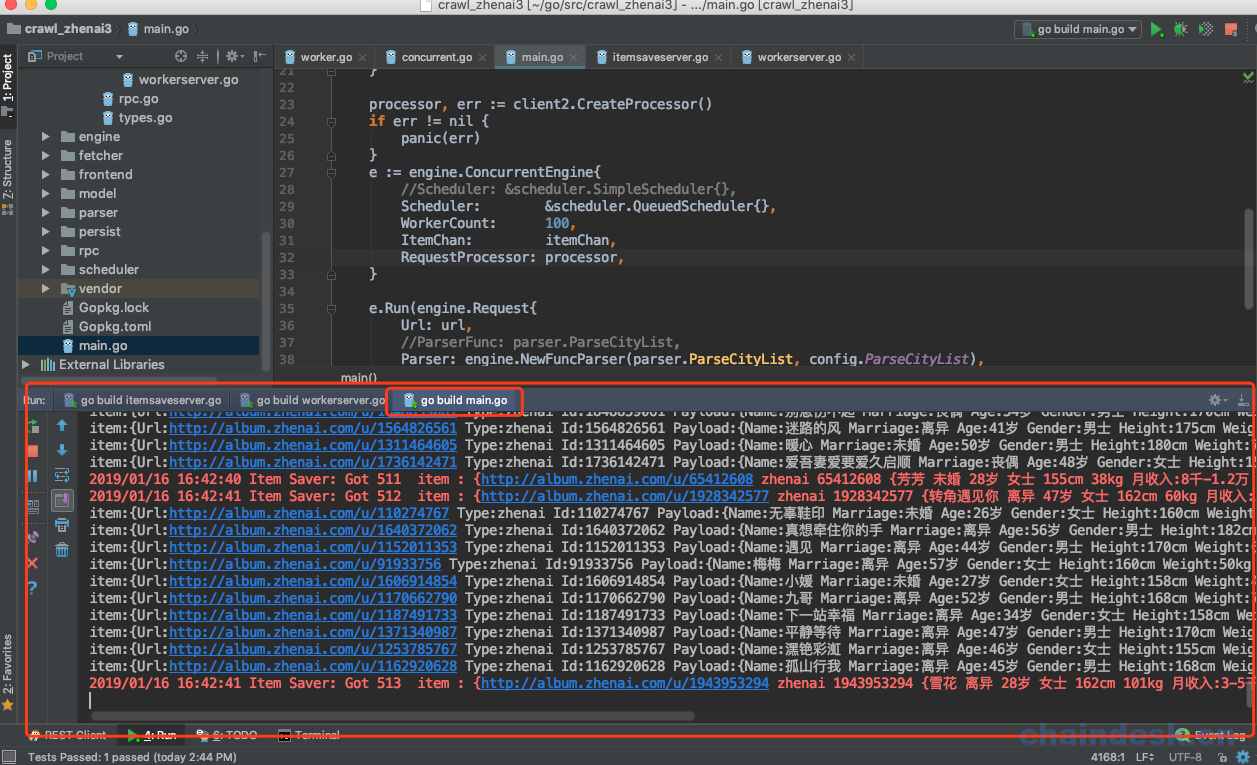 crawl_zhenai3 [~/go/src/crawl_zhenai3] - .../main.go [crawl_zhenai3]
crawl_zhenai3 main.go go build main.go
Project
worker.go concurrent.go main.go itemsaveserver.go workerserver.go
1: Project
Z: Structure
2: Favorites
workerserver.go
rpc.go
types.go
engine
fetcher
frontend
model
parser
persist
rpc
scheduler
vendor
Gopkg.lock
Gopkg.toml
main.go
External Libraries
21 }
22
23 processor, err := client2.CreateProcessor()
24 if err != nil {
25 panic(err)
26 }
27 e := engine.ConcurrentEngine{
28 //Scheduler: &scheduler.SimpleScheduler{},
29 Scheduler: &scheduler.QueuedScheduler{},
30 WorkerCount: 100,
31 ItemChan: itemChan,
32 RequestProcessor: processor,
33 }
34
35 e.Run(engine.Request{
36 Url: url,
37 //ParserFunc: parser.ParseCityList,
38 Parser: engine.NewFuncParser(parser.ParseCityList, config.ParseCityList),
main()
Run: go build itemsaveserver.go go build workerserver.go go build main.go
item:{Url:http://album.zhenai.com/u/1564826561 Type:zhenai Id:1564826561 Payload:{Name:迷路的风 Marriage:离异 Age:41岁 Gender:男士 Height:175cm Weig
item:{Url:http://album.zhenai.com/u/1311464605 Type:zhenai Id:1311464605 Payload:{Name:暖心 Marriage:未婚 Age:50岁 Gender:男士 Height:180cm Weight:
item:{Url:http://album.zhenai.com/u/1736142471 Type:zhenai Id:1736142471 Payload:{Name:爱吾妻爱要爱久启顺 Marriage:丧偶 Age:48岁 Gender:女士 Height:1
2019/01/16 16:42:40 Item Saver: Got 511 item : {http://album.zhenai.com/u/65412608 zhenai 65412608 {芳芳 未婚 28岁 女士 155cm 38kg 月收入:8千-1.2万
2019/01/16 16:42:41 Item Saver: Got 512 item : {http://album.zhenai.com/u/1928342577 zhenai 1928342577 {转角遇见你 离异 47岁 女士 162cm 60kg 月收入:
item:{Url:http://album.zhenai.com/u/110274767 Type:zhenai Id:110274767 Payload:{Name:无辜鞋印 Marriage:未婚 Age:26岁 Gender:女士 Height:160cm Weight
item:{Url:http://album.zhenai.com/u/1640372062 Type:zhenai Id:1640372062 Payload:{Name:真想牵住你的手 Marriage:离异 Age:56岁 Gender:男士 Height:182cm
item:{Url:http://album.zhenai.com/u/1152011353 Type:zhenai Id:1152011353 Payload:{Name:遇见 Marriage:离异 Age:44岁 Gender:男士 Height:170cm Weight:
item:{Url:http://album.zhenai.com/u/91933756 Type:zhenai Id:91933756 Payload:{Name:梅梅 Marriage:离异 Age:57岁 Gender:女士 Height:160cm Weight:50kg
item:{Url:http://album.zhenai.com/u/1606914854 Type:zhenai Id:1606914854 Payload:{Name:小媛 Marriage:未婚 Age:27岁 Gender:女士 Height:158cm Weight:
item:{Url:http://album.zhenai.com/u/1170662790 Type:zhenai Id:1170662790 Payload:{Name:九哥 Marriage:离异 Age:52岁 Gender:男士 Height:168cm Weight:
item:{Url:http://album.zhenai.com/u/1187491733 Type:zhenai Id:1187491733 Payload:{Name:下一站幸福 Marriage:离异 Age:34岁 Gender:女士 Height:158cm We
item:{Url:http://album.zhenai.com/u/1371340987 Type:zhenai Id:1371340987 Payload:{Name:平静等待 Marriage:离异 Age:47岁 Gender:男士 Height:170cm Weig
item:{Url:http://album.zhenai.com/u/1253785767 Type:zhenai Id:1253785767 Payload:{Name: Marriage:离异 Age:46岁 Gender:女士 Height:155cm Weig
item:{Url:http://album.zhenai.com/u/1162920628 Type:zhenai Id:1162920628 Payload:{Name:孤山行我 Marriage:离异 Age:45岁 Gender:男士 Height:168cm Weig
2019/01/16 16:42:41 Item Saver: Got 513 item : {http://album.zhenai.com/u/1943953294 zhenai 1943953294 {雪花 离异 28岁 女士 162cm 101kg 月收入:3-5千
REST Client 4: Run 6: TODO Terminal Event Log
chaindesk.cn
Tests Passed: 1 passed (today 2:44 PM) 4168:1 LF UTF-8